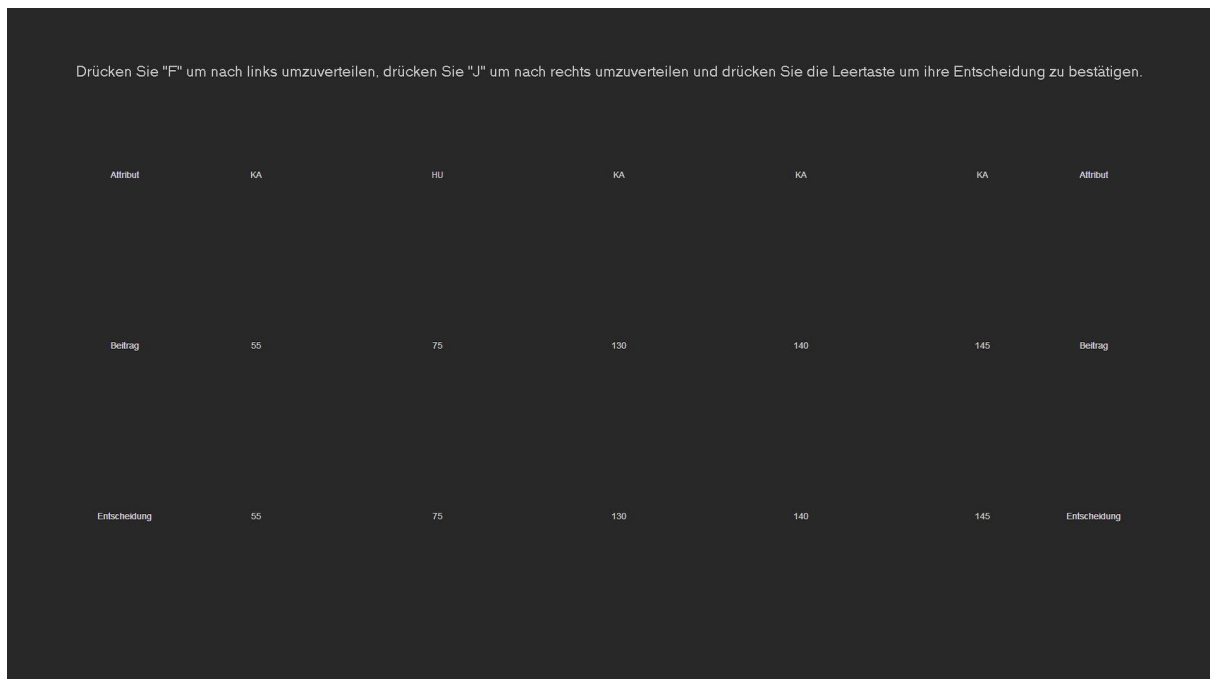 Drücken Sie "F" um nach links umzuverteilen, drücken Sie "J" um nach rechts umzuverteilen und drücken Sie die Leertaste um ihre Entscheidung zu bestätigen.
Attribut KA HU KA KA KA Attribut
Beitrag 55 75 130 140 145 Beitrag
Entscheidung 55 75 130 140 145 Entscheidung